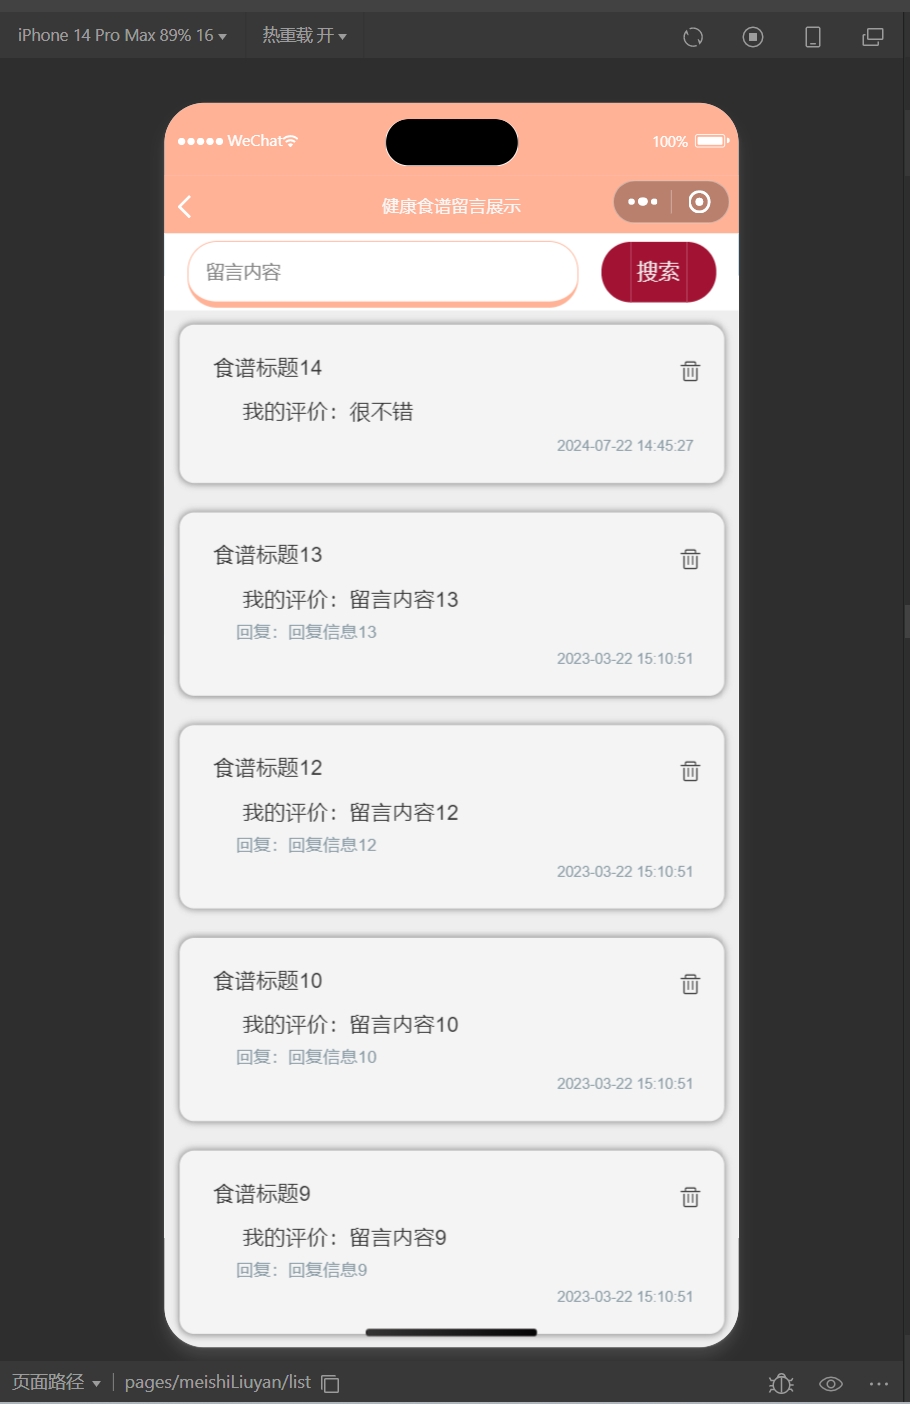 iPhone 14 Pro Max 89% 16 热重载 开
WeChat 100%
健康食谱留言展示
留言内容 搜索
食谱标题14
我的评价：很不错
2024-07-22 14:45:27
食谱标题13
我的评价：留言内容13
回复：回复信息13
2023-03-22 15:10:51
食谱标题12
我的评价：留言内容12
回复：回复信息12
2023-03-22 15:10:51
食谱标题10
我的评价：留言内容10
回复：回复信息10
2023-03-22 15:10:51
食谱标题9
我的评价：留言内容9
回复：回复信息9
2023-03-22 15:10:51
页面路径 pages/meishiLiuyan/list